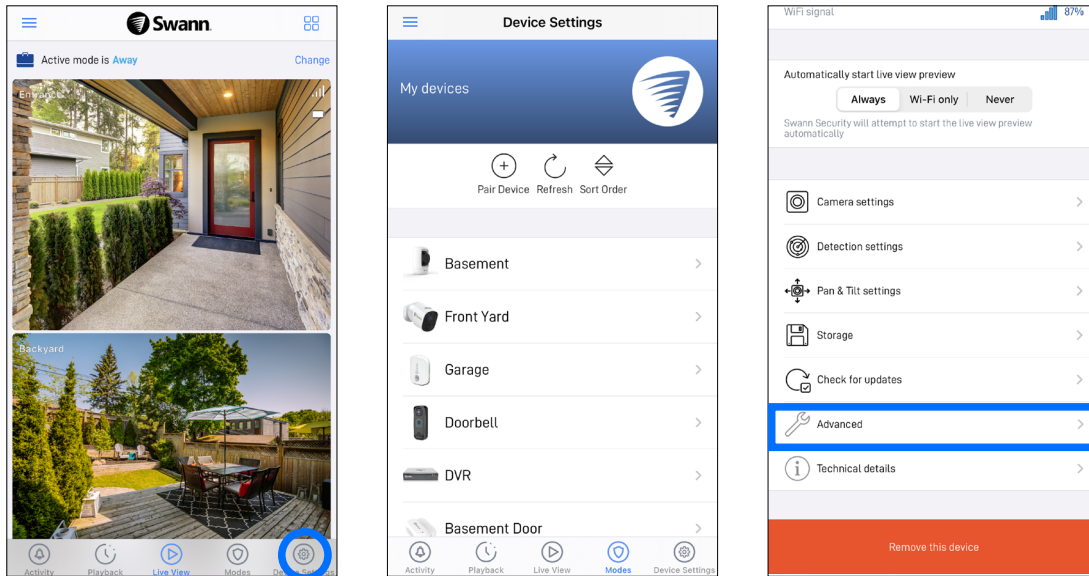 Swann.
Active mode is Away
Change
Entrance
Backyard
Activity
Playback
Live View
Modes
Device Settings
Device Settings
My devices
Pair Device
Refresh
Sort Order
Basement
Front Yard
Garage
Doorbell
DVR
Basement Door
Activity
Playback
Live View
Modes
Device Settings
WiFi signal
87%
Automatically start live view preview
Always
Wi-Fi only
Never
Swann Security will attempt to start the live view preview
automatically
Camera settings
Detection settings
Pan & Tilt settings
Storage
Check for updates
Advanced
Technical details
Remove this device